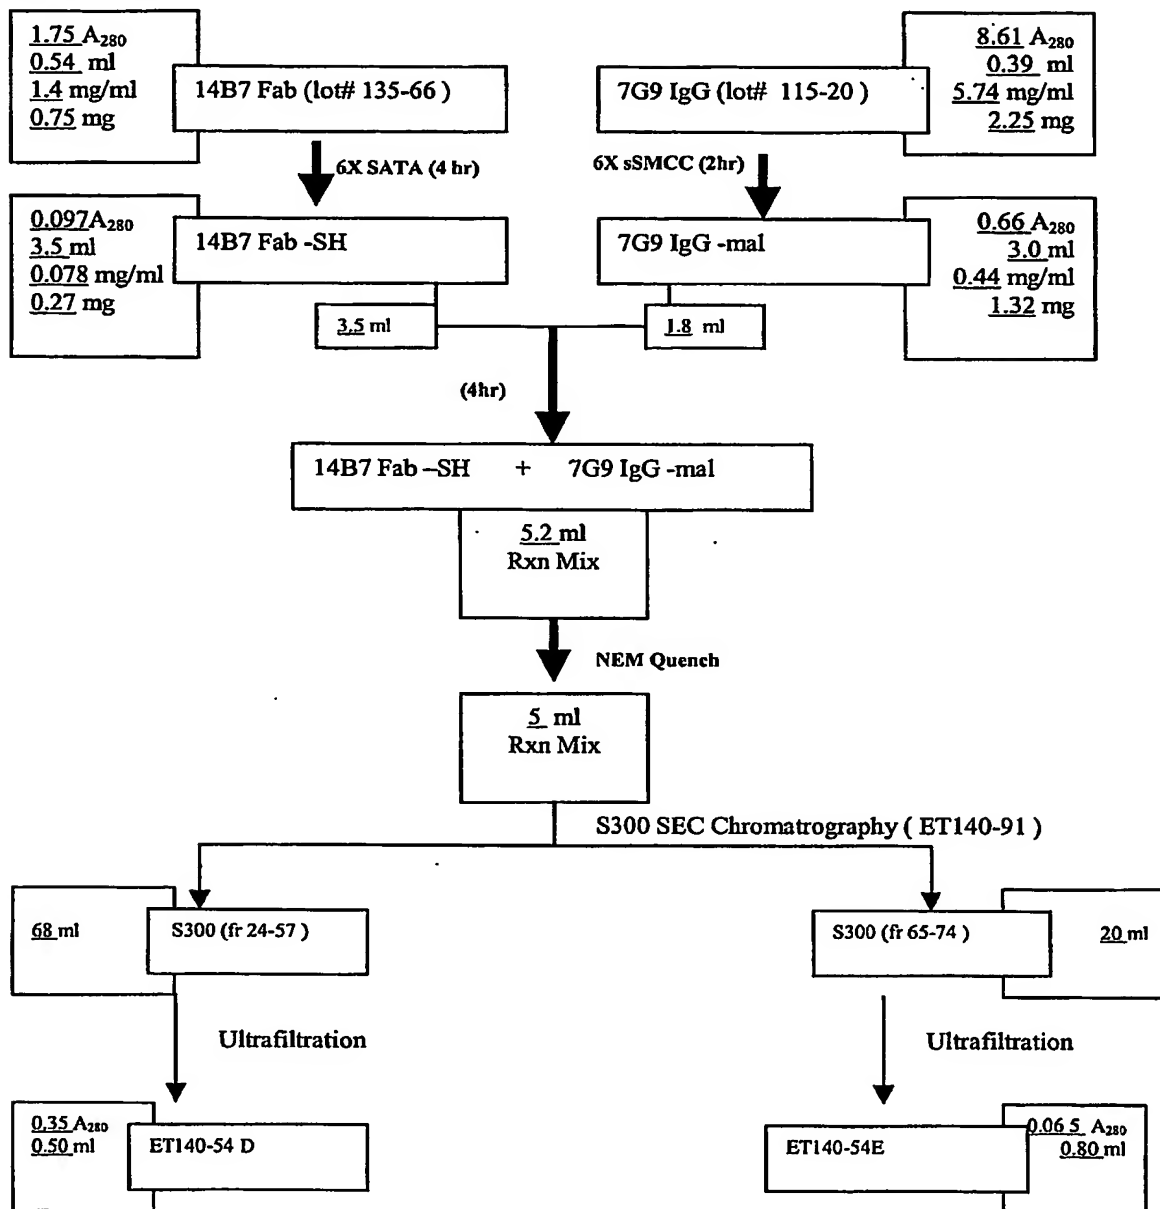 1.75 A280
0.54 ml
1.4 mg/ml
0.75 mg
14B7 Fab (lot# 135-66 )
7G9 IgG (lot# 115-20 )
8.61 A280
0.39 ml
5.74 mg/ml
2.25 mg
6X SATA (4 hr)
6X sSMCC (2hr)
0.097A280
3.5 ml
0.078 mg/ml
0.27 mg
14B7 Fab -SH
7G9 IgG -mal
0.66 A280
3.0 ml
0.44 mg/ml
1.32 mg
3.5 ml
1.8 ml
(4hr)
14B7 Fab –SH + 7G9 IgG -mal
5.2 ml
Rxn Mix
NEM Quench
5 ml
Rxn Mix
S300 SEC Chromatrography ( ET140-91 )
68 ml
S300 (fr 24-57 )
S300 (fr 65-74 )
20 ml
Ultrafiltration
Ultrafiltration
0.35 A280
0.50 ml
ET140-54 D
ET140-54E
0.06 5 A280
0.80 ml